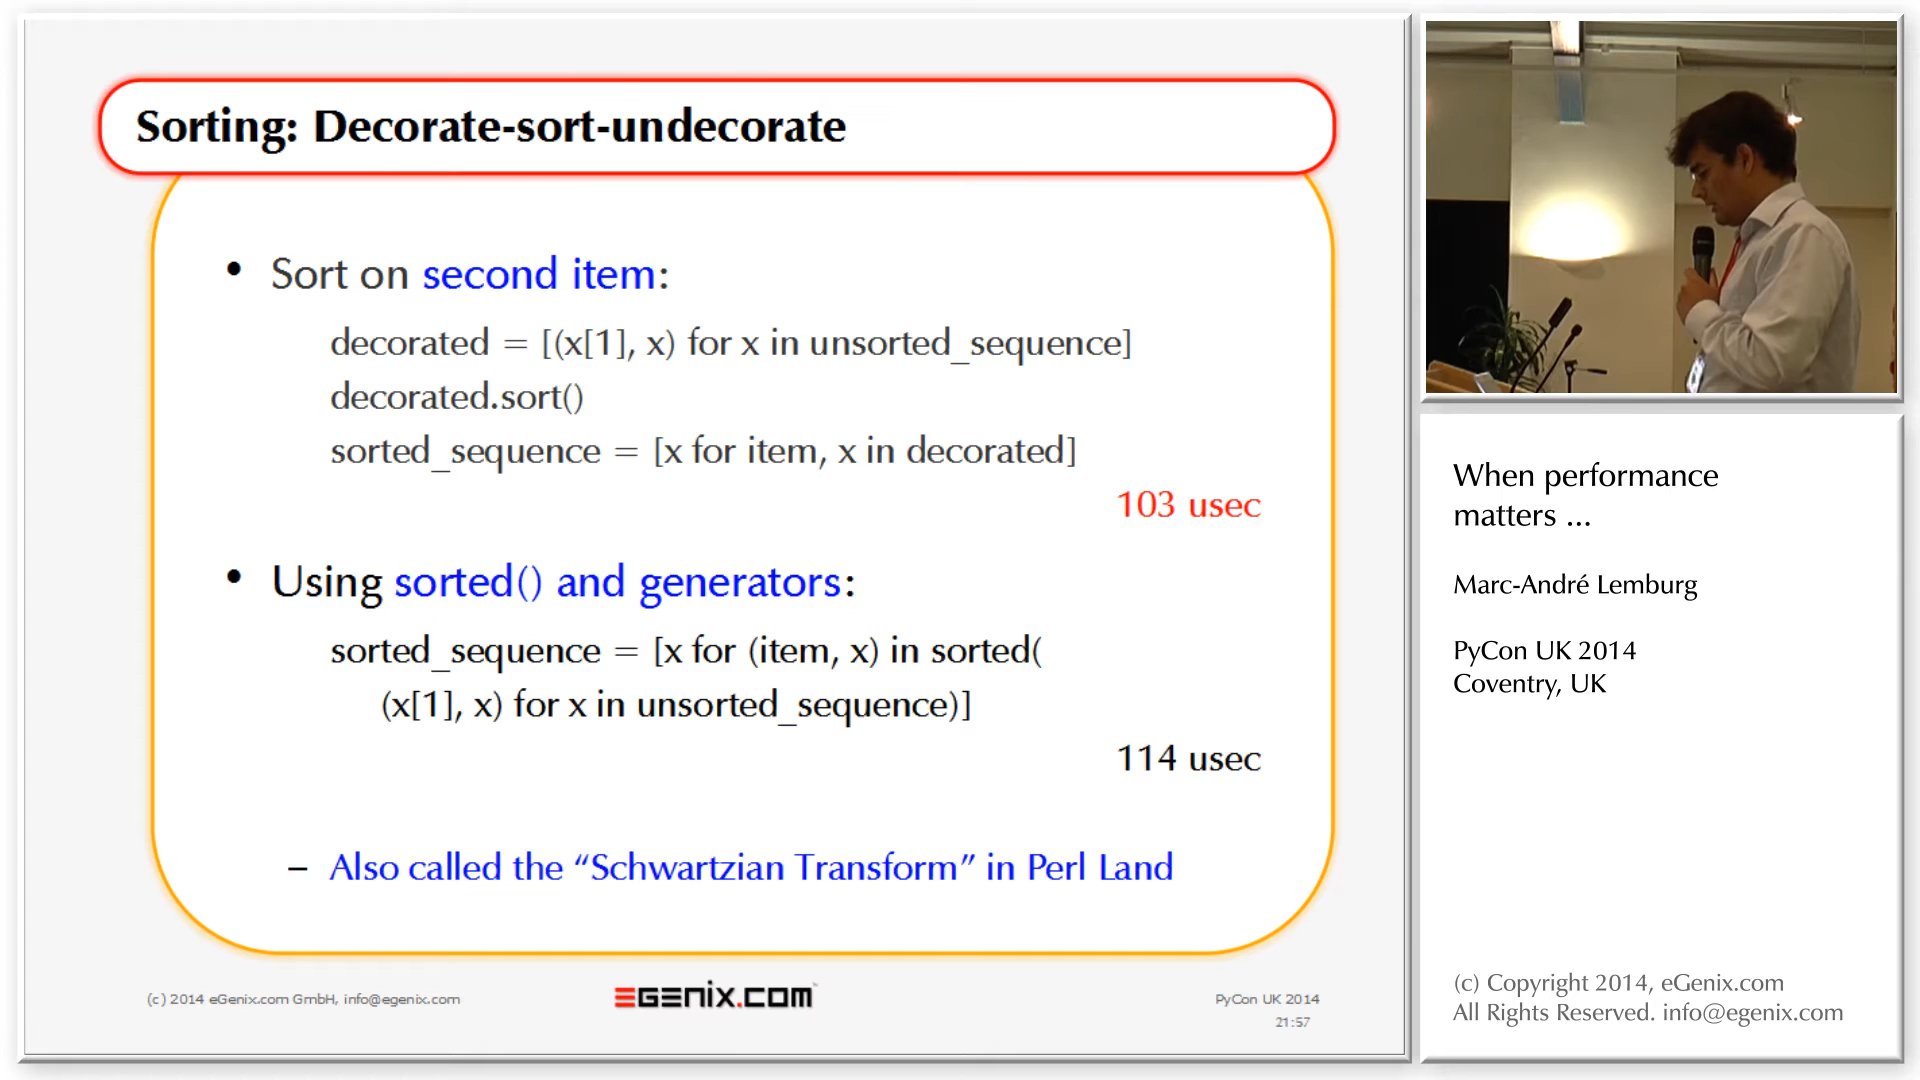 Sorting: Decorate-sort-undecorate
• Sort on second item:
decorated = [(x[1], x) for x in unsorted_sequence]
decorated.sort()
sorted_sequence = [x for item, x in decorated]
103 usec
• Using sorted() and generators:
sorted_sequence = [x for (item, x) in sorted(
(x[1], x) for x in unsorted_sequence)]
114 usec
– Also called the “Schwartzian Transform” in Perl Land
(c) 2014 eGenix.com GmbH, info@egenix.com
EGENIX.COM
PyCon UK 2014
21:57
When performance
matters ...
Marc-André Lemburg
PyCon UK 2014
Coventry, UK
(c) Copyright 2014, eGenix.com
All Rights Reserved. info@egenix.com